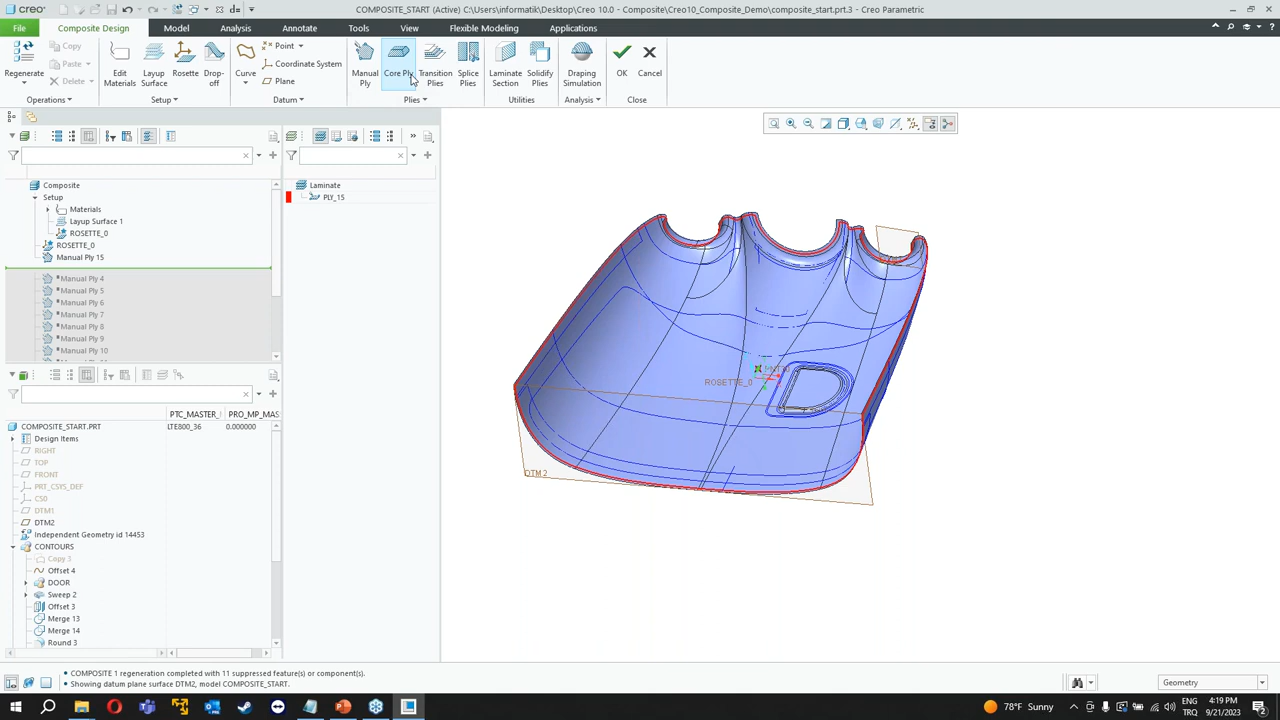 creo
COMPOSITE_START (Active) C:\Users\informatik\Desktop\Creo 10.0 - Composite\Creo10_Composite_Demo\composite_start.prt.3 - Creo Parametric
File Composite Design Model Analysis Annotate Tools View Flexible Modeling Applications
Regenerate Copy Paste Delete
Edit Materials Layup Surface Rosette Drop-off
Curve Point Coordinate System Plane
Manual Ply Core Ply Transition Plies Splice Plies
Laminate Section Solidify Plies
Draping Simulation
OK Cancel
Operations Setup Datum Plies Utilities Analysis Close
Composite
Setup
Materials
Layup Surface 1
ROSETTE_0
ROSETTE_0
Manual Ply 15
*Manual Ply 4
*Manual Ply 5
*Manual Ply 6
*Manual Ply 7
*Manual Ply 8
*Manual Ply 9
*Manual Ply 10
Laminate
PLY_15
PTC_MASTER_ PRO_MP_MAS
COMPOSITE_START.PRT LTE800_36 0.000000
Design Items
RIGHT
TOP
FRONT
PRT_CSYS_DEF
CS0
DTM1
DTM2
Independent Geometry id 14453
CONTOURS
Copy 3
Offset 4
DOOR
Sweep 2
Offset 3
Merge 13
Merge 14
Round 3
ROSETTE_0
DTM2
• COMPOSITE 1 regeneration completed with 11 suppressed feature(s) or component(s).
• Showing datum plane surface DTM2, model COMPOSITE_START.
Geometry
78°F Sunny
ENG
TRQ
4:19 PM
9/21/2023
2